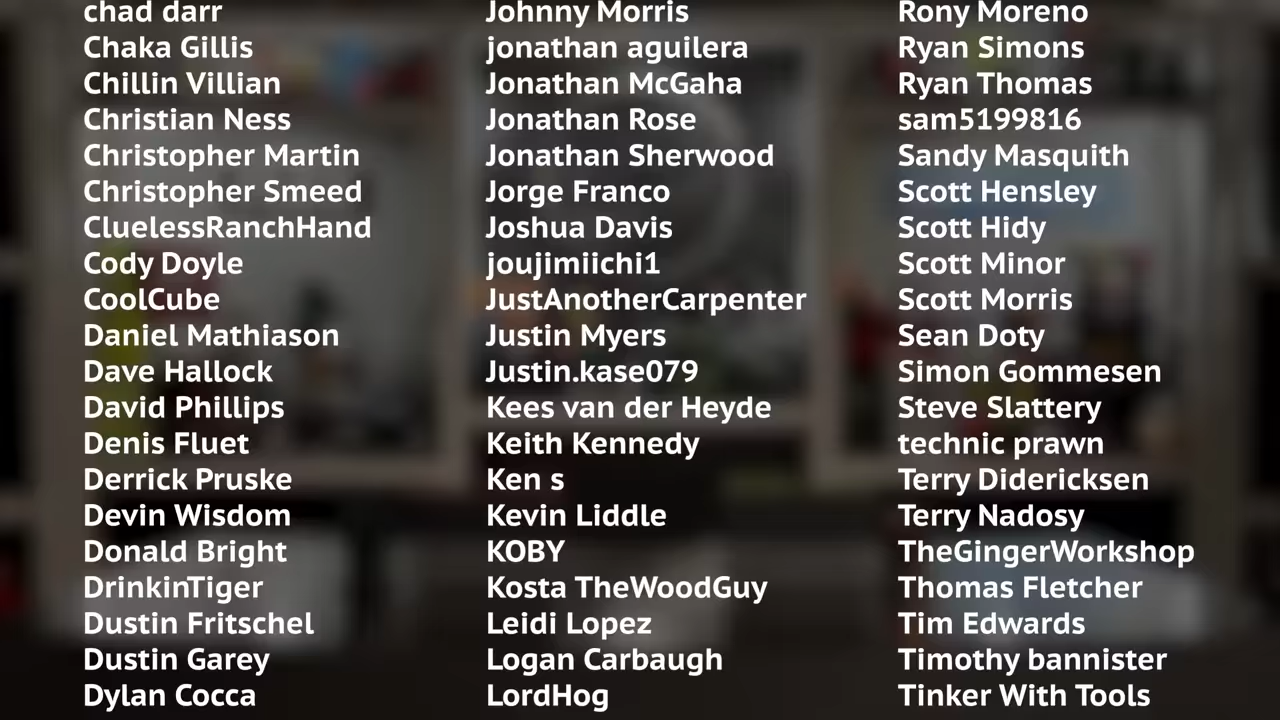 chad darr
Chaka Gillis
Chillin Villian
Christian Ness
Christopher Martin
Christopher Smeed
CluelessRanchHand
Cody Doyle
CoolCube
Daniel Mathiason
Dave Hallock
David Phillips
Denis Fluet
Derrick Pruske
Devin Wisdom
Donald Bright
DrinkinTiger
Dustin Fritschel
Dustin Garey
Dylan Cocca
Johnny Morris
jonathan aguilera
Jonathan McGaha
Jonathan Rose
Jonathan Sherwood
Jorge Franco
Joshua Davis
joujimiichi1
JustAnotherCarpenter
Justin Myers
Justin.kase079
Kees van der Heyde
Keith Kennedy
Ken s
Kevin Liddle
KOBY
Kosta TheWoodGuy
Leidi Lopez
Logan Carbaugh
LordHog
Rony Moreno
Ryan Simons
Ryan Thomas
sam5199816
Sandy Masquith
Scott Hensley
Scott Hidy
Scott Minor
Scott Morris
Sean Doty
Simon Gommesen
Steve Slattery
technic prawn
Terry Didericksen
Terry Nadosy
TheGingerWorkshop
Thomas Fletcher
Tim Edwards
Timothy bannister
Tinker With Tools